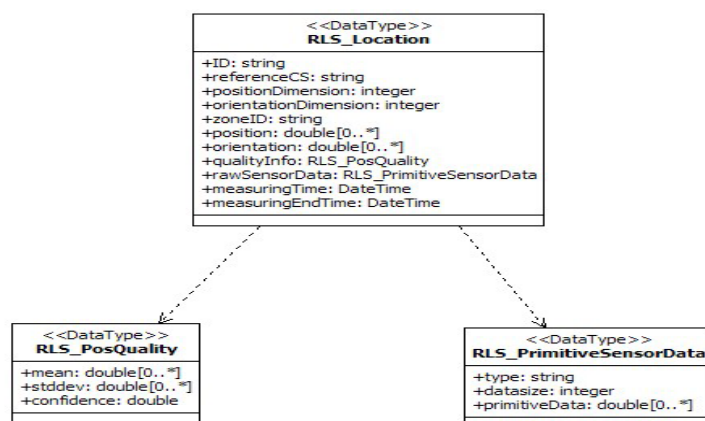 <<DataType>>
RLS_Location
+ID: string
+referenceCS: string
+positionDimension: integer
+orientationDimension: integer
+zoneID: string
+position: double[0..*]
+orientation: double[0..*]
+qualityInfo: RLS_PosQuality
+rawSensorData: RLS_PrimitiveSensorData
+measuringTime: DateTime
+measuringEndTime: DateTime
<<DataType>>
RLS_PosQuality
+mean: double[0..*]
+stddev: double[0..*]
+confidence: double
<<DataType>>
RLS_PrimitiveSensorData
+type: string
+datasize: integer
+primitiveData: double[0..*]